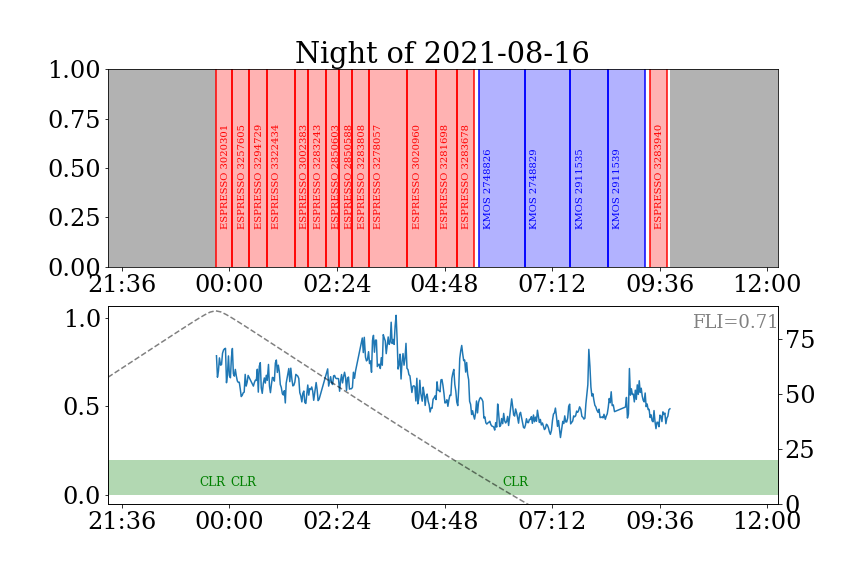 Night of 2021-08-16
1.00
0.75
0.50
0.25
0.00
ESPRESSO 3020301
ESPRESSO 3257605
ESPRESSO 3294729
ESPRESSO 3322434
ESPRESSO 3002383
ESPRESSO 3283243
ESPRESSO 2850603
ESPRESSO 2850588
ESPRESSO 3283808
ESPRESSO 3278057
ESPRESSO 3020960
ESPRESSO 3281698
ESPRESSO 3283678
KMOS 2748826
KMOS 2748829
KMOS 2911535
KMOS 2911539
ESPRESSO 3283940
21:36 00:00 02:24 04:48 07:12 09:36 12:00
1.0
0.5
0.0
FLI=0.71
75
50
25
0
CLR CLR CLR
21:36 00:00 02:24 04:48 07:12 09:36 12:00